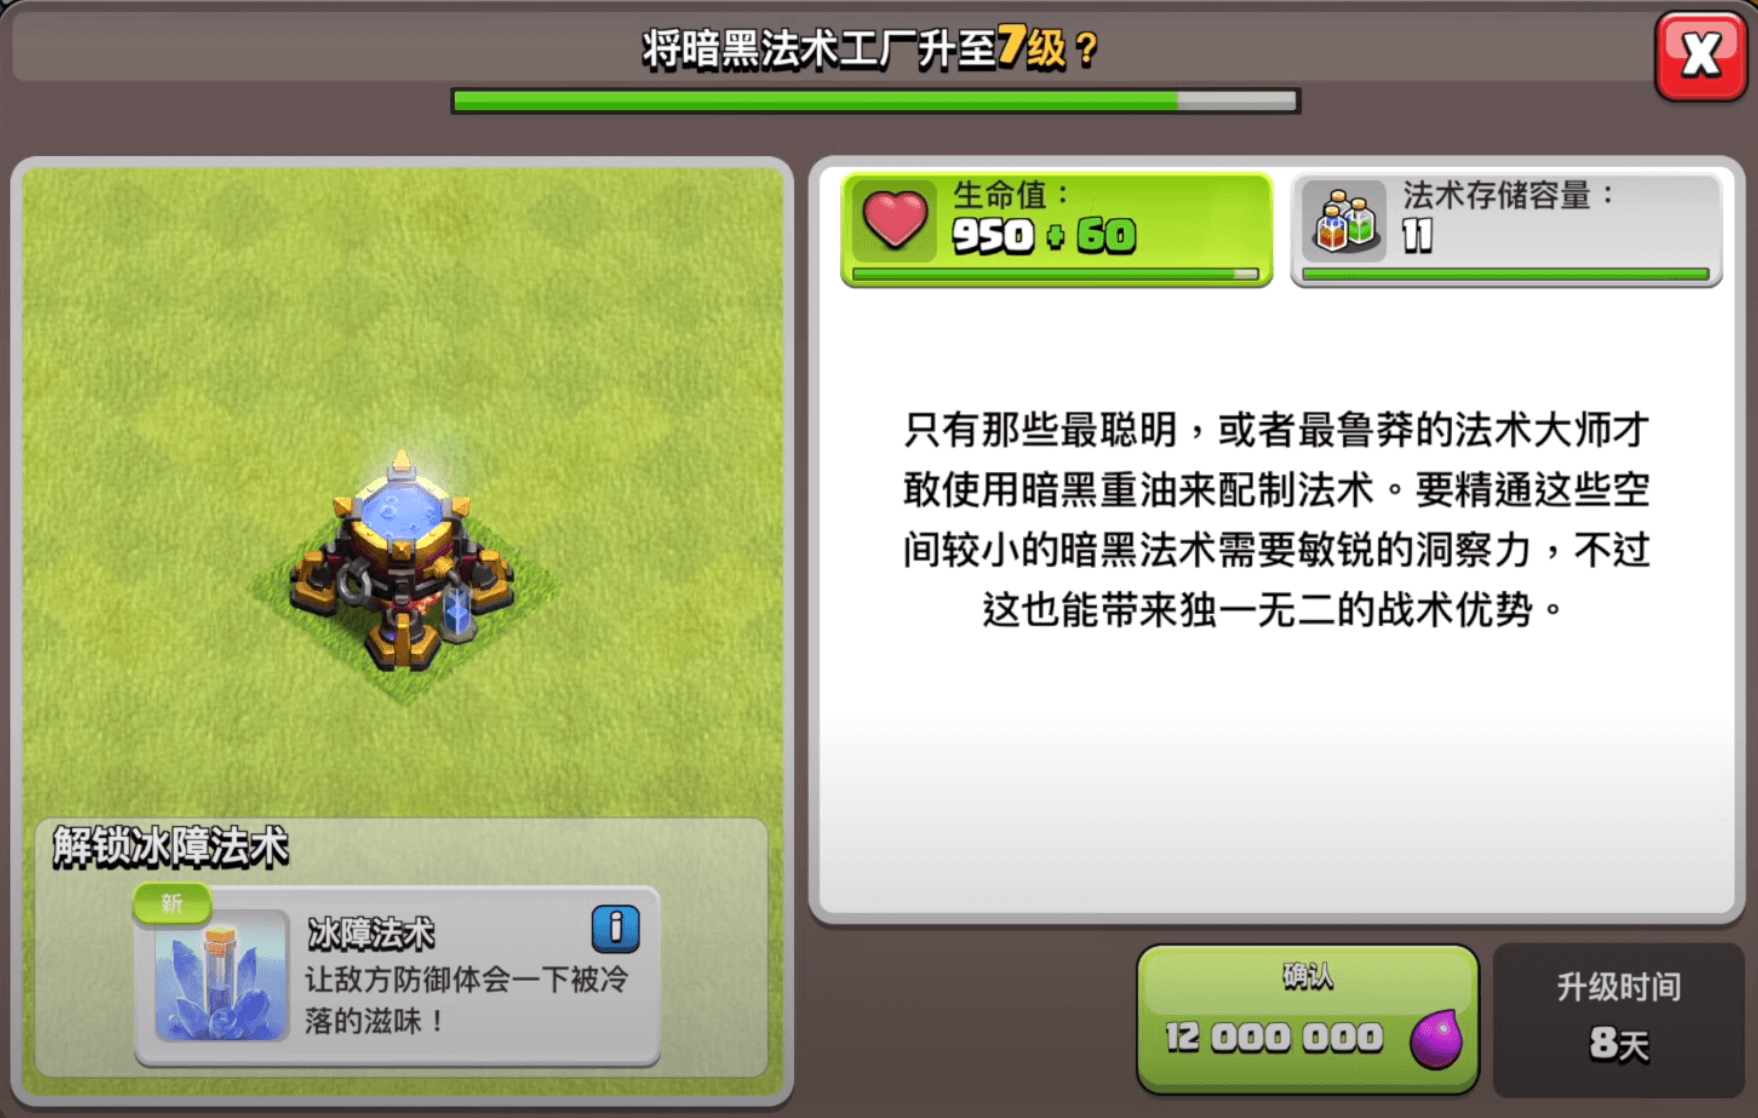 将暗黑法术工厂升至7级？
X
生命值：
950 + 60
法术存储容量：
11
只有那些最聪明，或者最鲁莽的法术大师才
敢使用暗黑重油来配制法术。要精通这些空
间较小的暗黑法术需要敏锐的洞察力，不过
这也能带来独一无二的战术优势。
解锁冰障法术
新
冰障法术
i
让敌方防御体会一下被冷
落的滋味！
确认
12 000 000
升级时间
8天